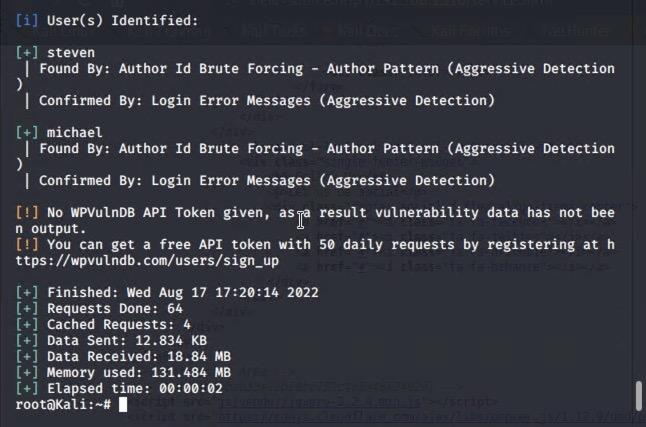 [i] User(s) Identified:
[+] steven
| Found By: Author Id Brute Forcing - Author Pattern (Aggressive Detection
)
| Confirmed By: Login Error Messages (Aggressive Detection)
[+] michael
| Found By: Author Id Brute Forcing - Author Pattern (Aggressive Detection
)
| Confirmed By: Login Error Messages (Aggressive Detection)
[!] No WPVulnDB API Token given, as a result vulnerability data has not bee
n output.
[!] You can get a free API token with 50 daily requests by registering at h
ttps://wpvulndb.com/users/sign_up
[+] Finished: Wed Aug 17 17:20:14 2022
[+] Requests Done: 64
[+] Cached Requests: 4
[+] Data Sent: 12.834 KB
[+] Data Received: 18.84 MB
[+] Memory used: 131.484 MB
[+] Elapsed time: 00:00:02
root@Kali:~#